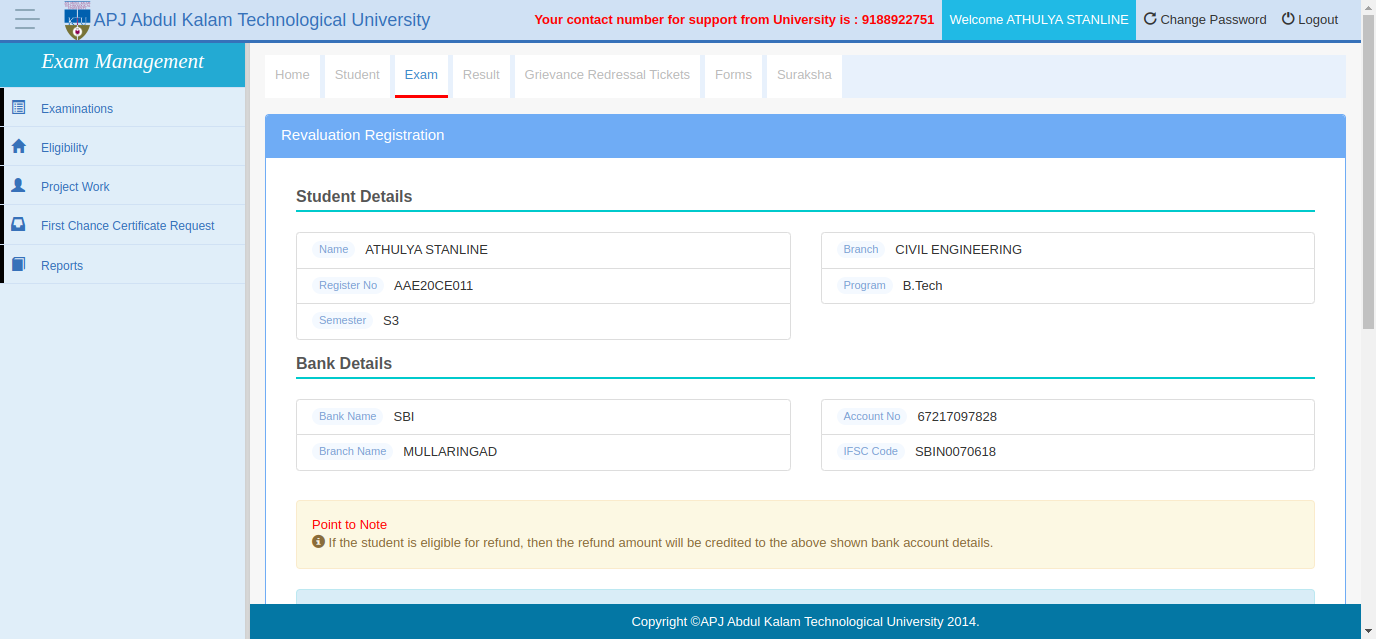 APJ Abdul Kalam Technological University
Your contact number for support from University is : 9188922751
Welcome ATHULYA STANLINE
Change Password
Logout
Exam Management
Examinations
Eligibility
Project Work
First Chance Certificate Request
Reports
Home
Student
Exam
Result
Grievance Redressal Tickets
Forms
Suraksha
Revaluation Registration
Student Details
Name ATHULYA STANLINE
Register No AAE20CE011
Semester S3
Branch CIVIL ENGINEERING
Program B.Tech
Bank Details
Bank Name SBI
Branch Name MULLARINGAD
Account No 67217097828
IFSC Code SBIN0070618
Point to Note
If the student is eligible for refund, then the refund amount will be credited to the above shown bank account details.
Copyright ©APJ Abdul Kalam Technological University 2014.